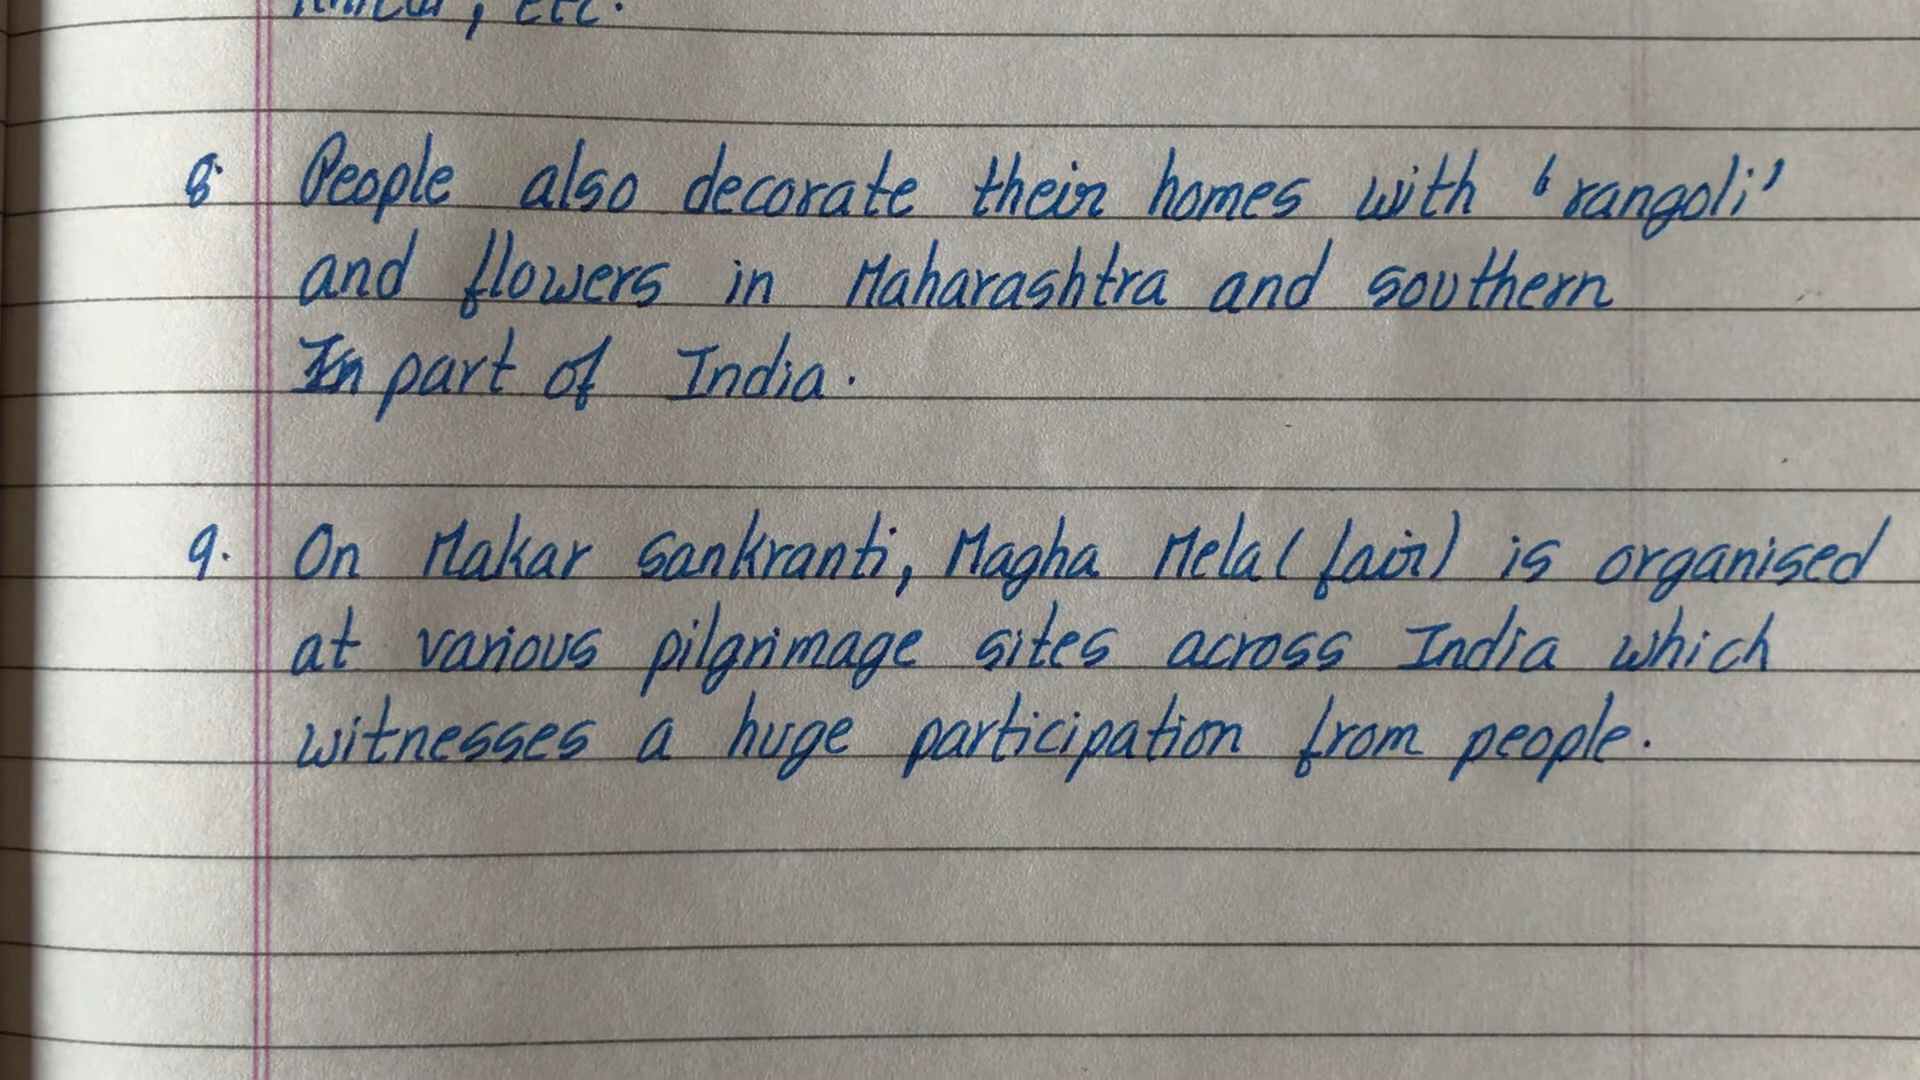 , etc.
8. People also decorate their homes with 'rangoli'
and flowers in Maharashtra and southern
part of India.
9. On Makar Sankranti, Magha Mela (fair) is organised
at various pilgrimage sites across India which
witnesses a huge participation from people.